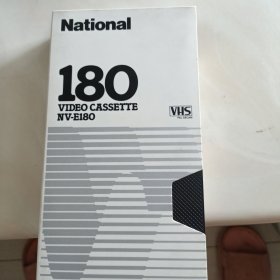 National
180
VIDEO CASSETTE
NV-E180
VHS